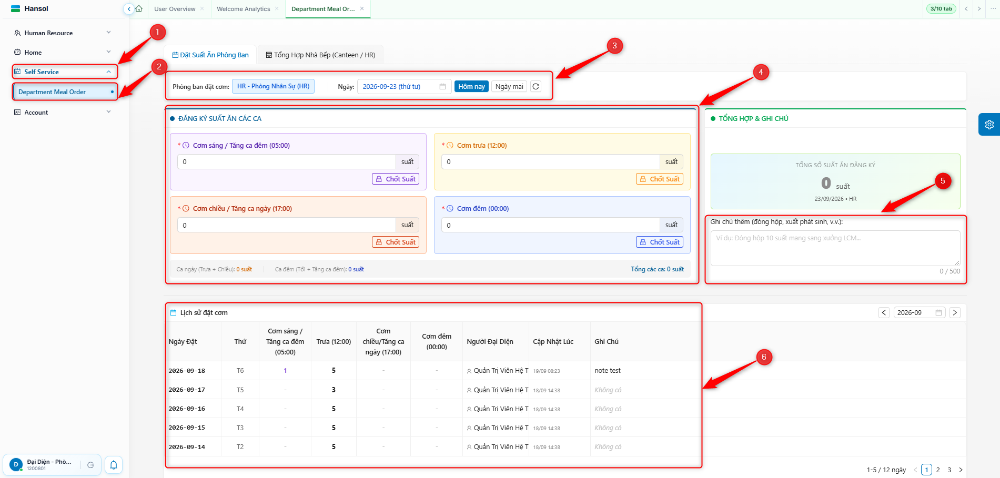 Hansol
User Overview
Welcome Analytics
Department Meal Or...
3/10 tab
Human Resource
Home
Self Service
Department Meal Order
Account
1
2
3
4
5
6
Đặt Suất Ăn Phòng Ban
Tổng Hợp Nhà Bếp (Canteen / HR)
Phòng ban đặt cơm: HR - Phòng Nhân Sự (HR) Ngày: 2026-09-23 (thứ tư) Hôm nay Ngày mai
ĐĂNG KÝ SUẤT ĂN CÁC CA
* Cơm sáng / Tăng ca đêm (05:00)
0 suất
Chốt Suất
* Cơm trưa (12:00)
0 suất
Chốt Suất
* Cơm chiều / Tăng ca ngày (17:00)
0 suất
Chốt Suất
* Cơm đêm (00:00)
0 suất
Chốt Suất
Ca ngày (Trưa + Chiều): 0 suất Ca đêm (Tối + Tăng ca đêm): 0 suất Tổng các ca: 0 suất
TỔNG HỢP & GHI CHÚ
TỔNG SỐ SUẤT ĂN ĐĂNG KÝ
0 suất
23/09/2026 • HR
Ghi chú thêm (đóng hộp, xuất phát sinh, v.v.):
Ví dụ: Đóng hộp 10 suất mang sang xưởng LCM...
0 / 500
Lịch sử đặt cơm
2026-09
Ngày Đặt Thứ Cơm sáng / Tăng ca đêm (05:00) Trưa (12:00) Cơm chiều/Tăng ca ngày (17:00) Cơm đêm (00:00) Người Đại Diện Cập Nhật Lúc Ghi Chú
2026-09-18 T6 1 5 - - Quản Trị Viên Hệ T 19/09 08:23 note test
2026-09-17 T5 - 3 - - Quản Trị Viên Hệ T 18/09 14:38 Không có
2026-09-16 T4 - 5 - - Quản Trị Viên Hệ T 18/09 14:38 Không có
2026-09-15 T3 - 5 - - Quản Trị Viên Hệ T 18/09 14:38 Không có
2026-09-14 T2 - 5 - - Quản Trị Viên Hệ T 18/09 14:38 Không có
1-5 / 12 ngày < 1 2 3 >
Đ
Đại Diện - Phò...
1200801